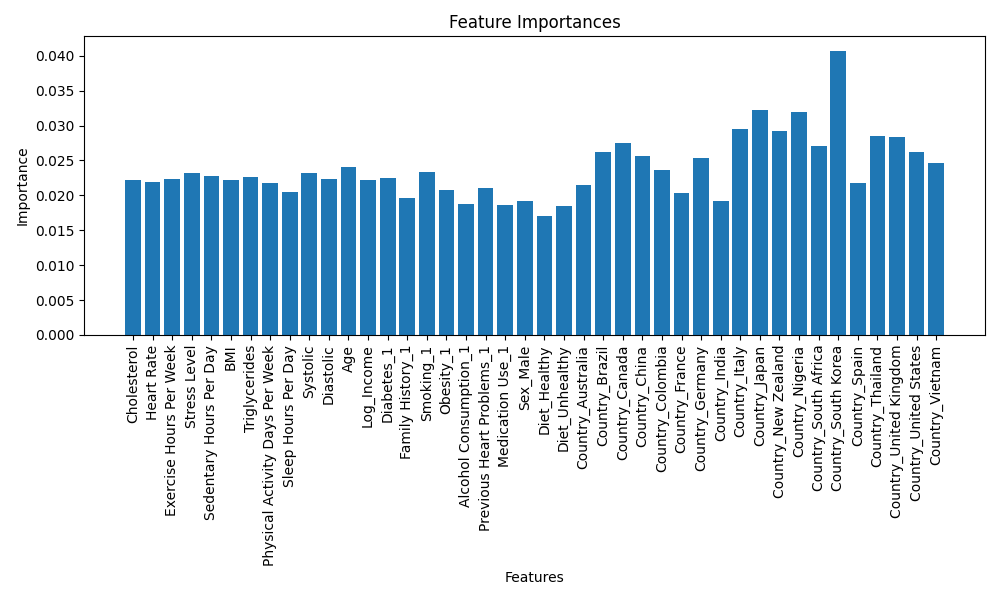 Feature Importances
Importance
0.040
0.035
0.030
0.025
0.020
0.015
0.010
0.005
0.000
Cholesterol
Heart Rate
Exercise Hours Per Week
Stress Level
Sedentary Hours Per Day
BMI
Triglycerides
Physical Activity Days Per Week
Sleep Hours Per Day
Systolic
Diastolic
Age
Log_Income
Diabetes_1
Family History_1
Smoking_1
Obesity_1
Alcohol Consumption_1
Previous Heart Problems_1
Medication Use_1
Sex_Male
Diet_Healthy
Diet_Unhealthy
Country_Australia
Country_Brazil
Country_Canada
Country_China
Country_Colombia
Country_France
Country_Germany
Country_India
Country_Italy
Country_Japan
Country_New Zealand
Country_Nigeria
Country_South Africa
Country_South Korea
Country_Spain
Country_Thailand
Country_United Kingdom
Country_United States
Country_Vietnam
Features